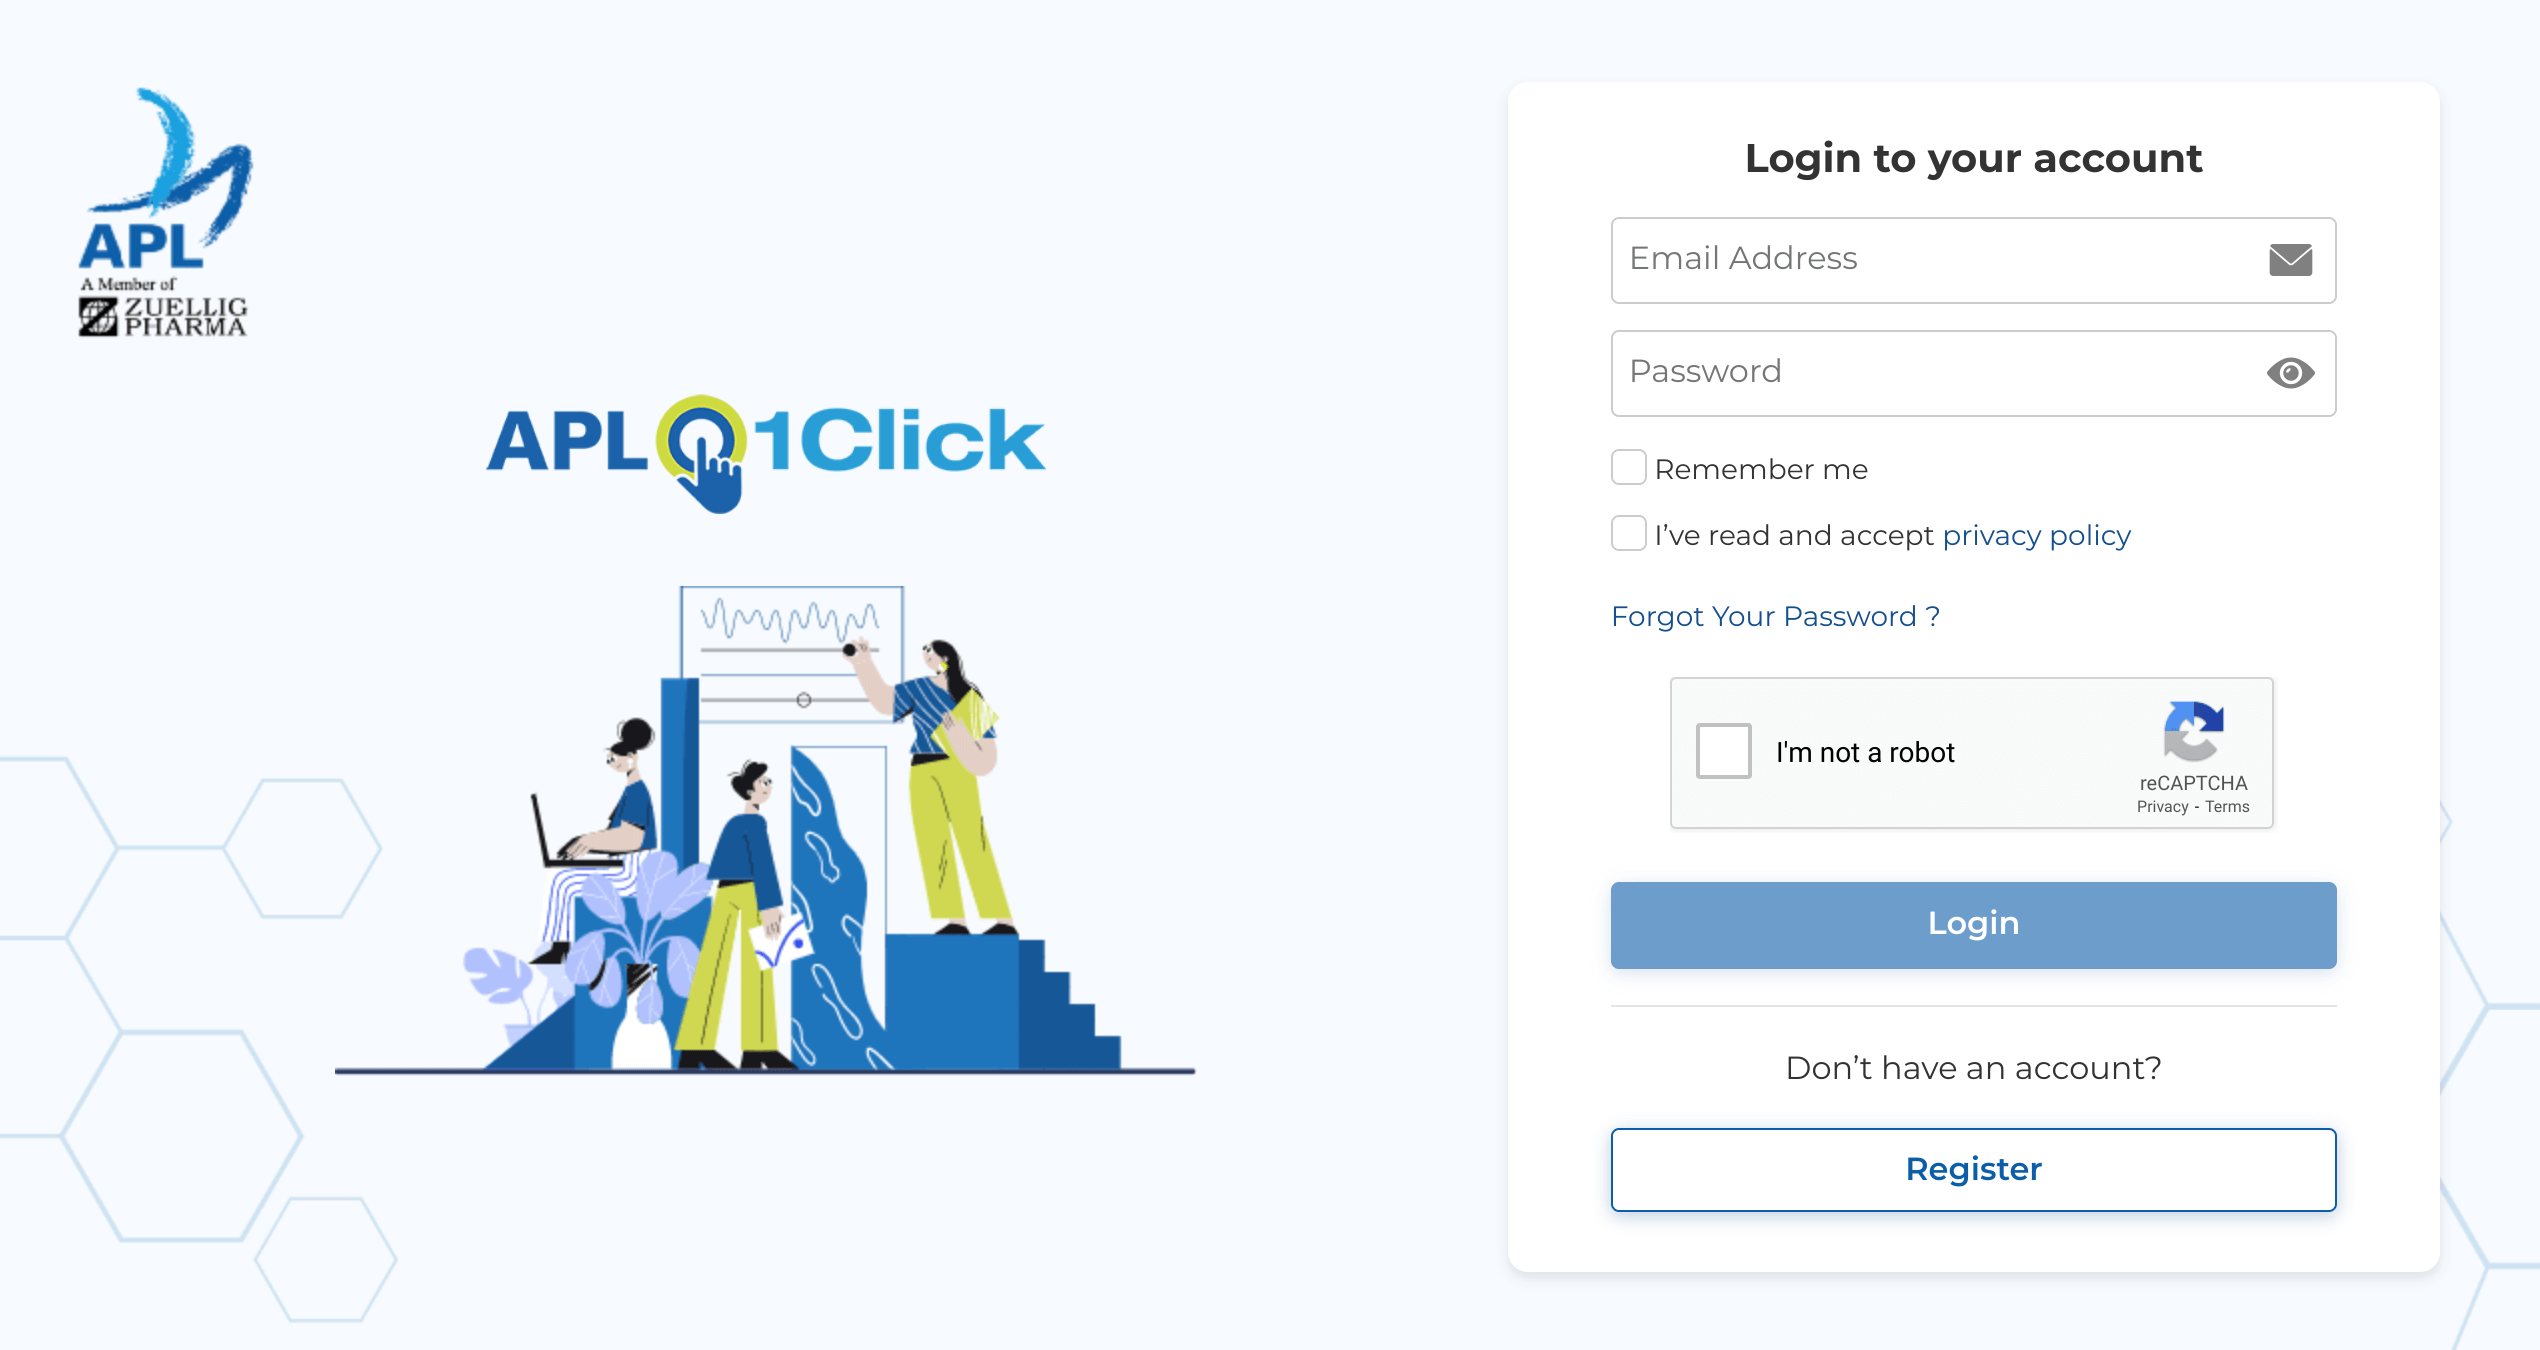 APL
A Member of
ZUELLIG
PHARMA
APL 1Click
Login to your account
Email Address
Password
Remember me
I’ve read and accept privacy policy
Forgot Your Password ?
I'm not a robot
reCAPTCHA
Privacy - Terms
Login
Don’t have an account?
Register